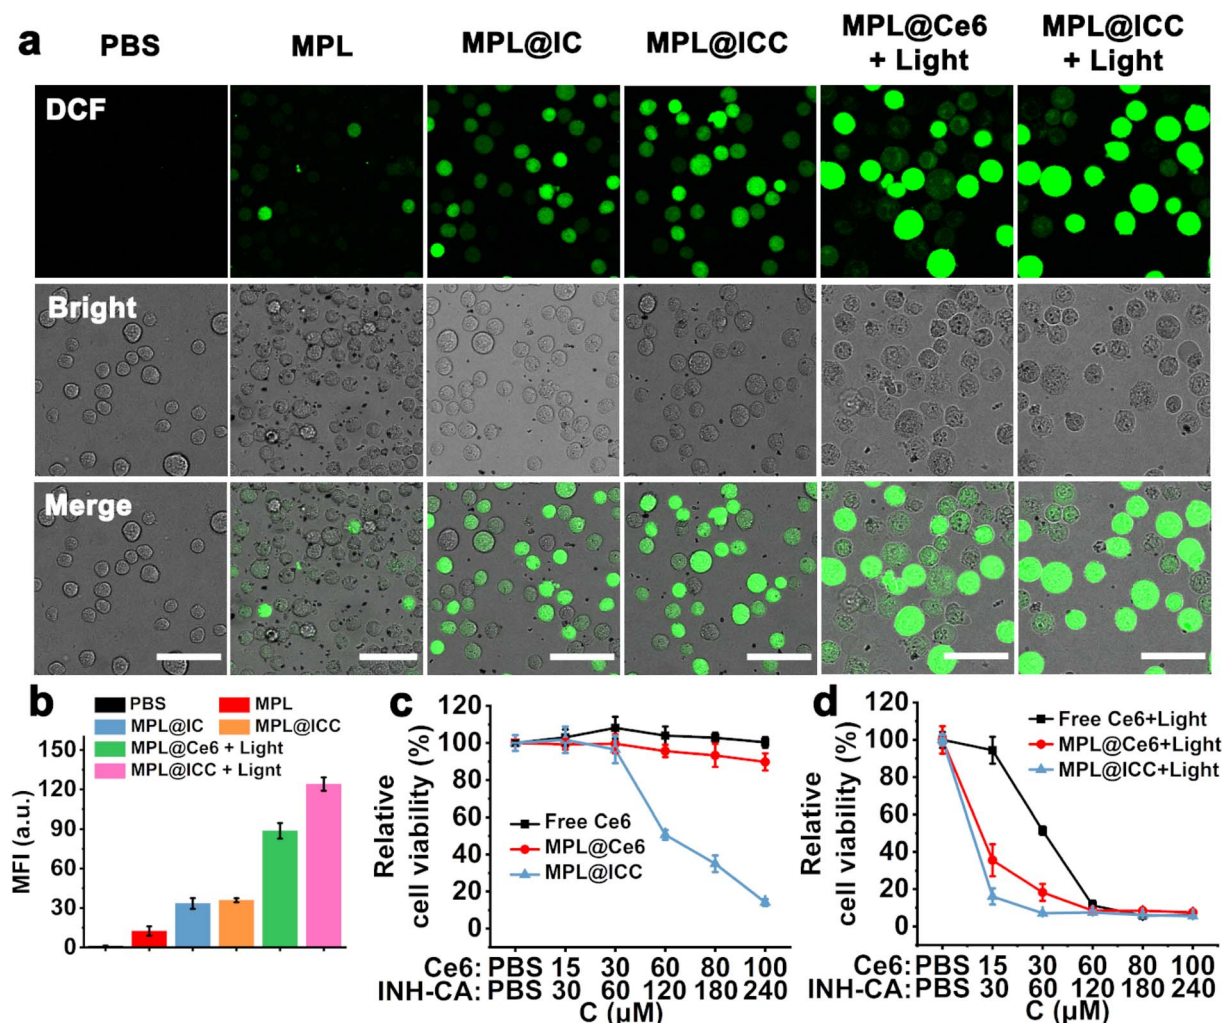 a
PBS
MPL
MPL@IC
MPL@ICC
MPL@Ce6
+ Light
MPL@ICC
+ Light
DCF
Bright
Merge
b
PBS
MPL
MPL@IC
MPL@ICC
MPL@Ce6 + Light
MPL@ICC + Lignt
MFI (a.u.)
150
120
90
60
30
0
c
Relative
cell viability (%)
120
100
80
60
40
20
0
Free Ce6
MPL@Ce6
MPL@ICC
Ce6: PBS 15 30 60 80 100
INH-CA: PBS 30 60 120 180 240
C (μM)
d
Relative
cell viability (%)
120
100
80
60
40
20
0
Free Ce6+Light
MPL@Ce6+Light
MPL@ICC+Light
Ce6: PBS 15 30 60 80 100
INH-CA: PBS 30 60 120 180 240
C (μM)